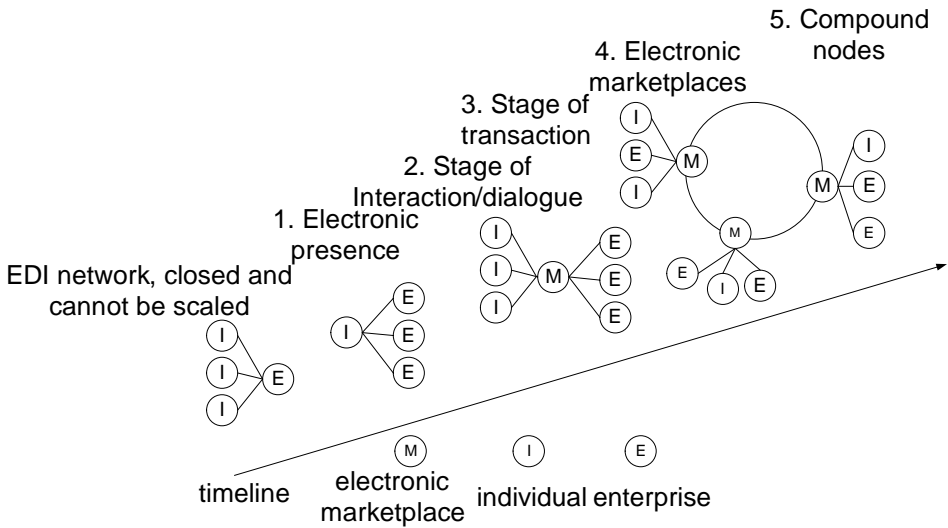 5. Compound
nodes
4. Electronic
marketplaces
3. Stage of
transaction
2. Stage of
Interaction/dialogue
1. Electronic
presence
EDI network, closed and
cannot be scaled
I
E
I
M
I
M
E
M
E
E
I
E
I
I
I
M
E
E
E
I
E
E
E
I
I
I
E
M
I
E
timeline
electronic
marketplace
individual
enterprise